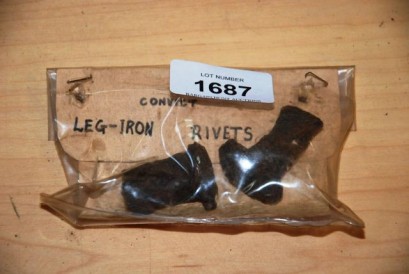 LOT NUMBER
1687
CONVICT
LEG-IRON RIVETS